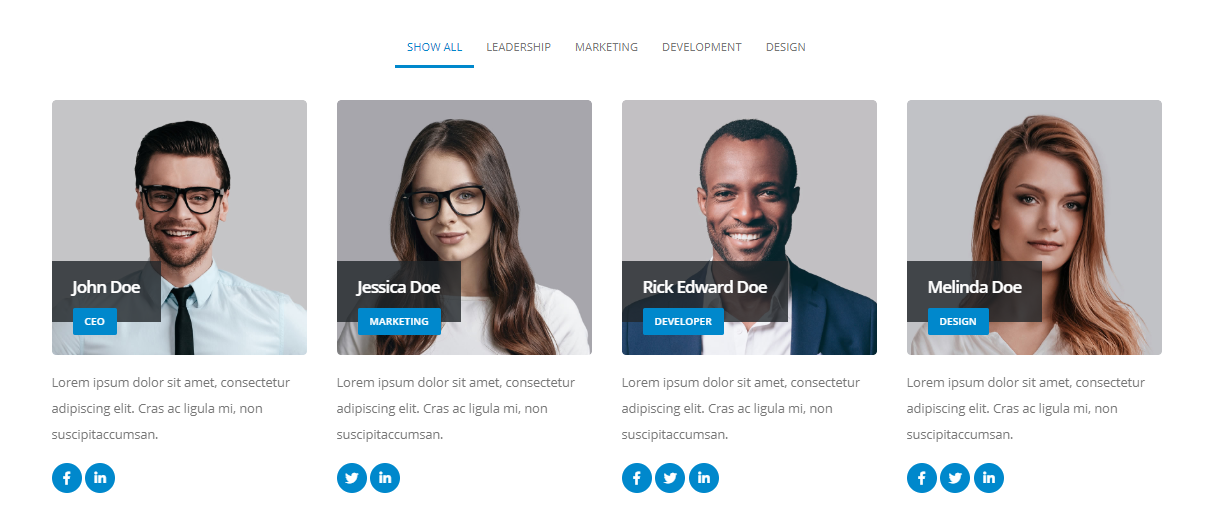 SHOW ALL LEADERSHIP MARKETING DEVELOPMENT DESIGN
John Doe
CEO
Lorem ipsum dolor sit amet, consectetur
adipiscing elit. Cras ac ligula mi, non
suscipitaccumsan.
Jessica Doe
MARKETING
Lorem ipsum dolor sit amet, consectetur
adipiscing elit. Cras ac ligula mi, non
suscipitaccumsan.
Rick Edward Doe
DEVELOPER
Lorem ipsum dolor sit amet, consectetur
adipiscing elit. Cras ac ligula mi, non
suscipitaccumsan.
Melinda Doe
DESIGN
Lorem ipsum dolor sit amet, consectetur
adipiscing elit. Cras ac ligula mi, non
suscipitaccumsan.